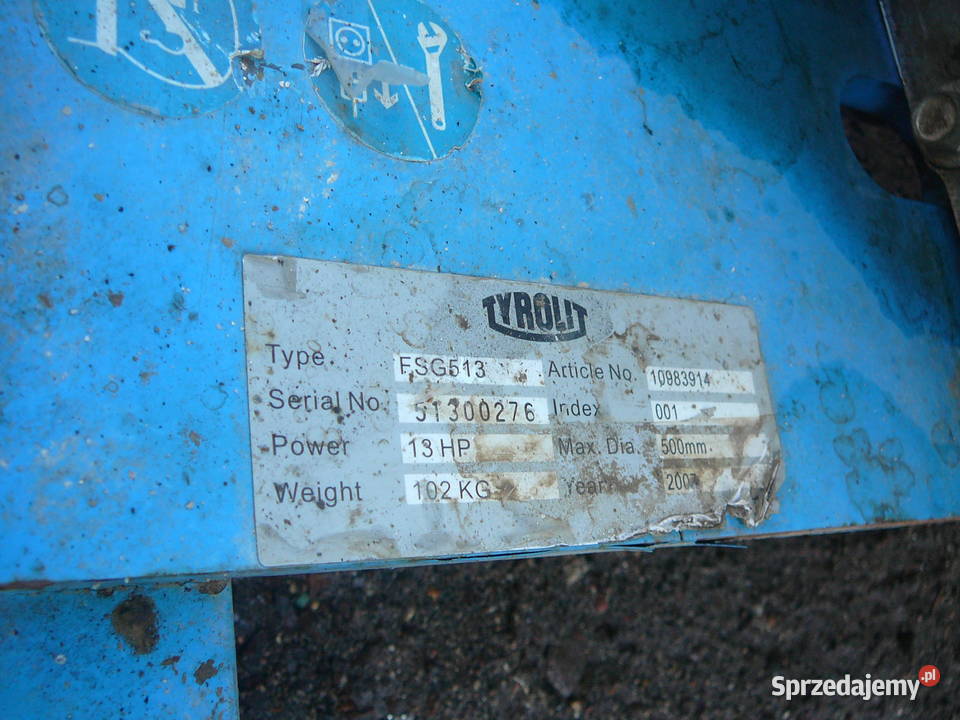 TYROLIT
Type FSG513 Article No 10983914
Serial No 51300276 Index 001
Power 13 HP Max. Dia. 500mm
Weight 102 KG Year 2007
Sprzedajemy.pl